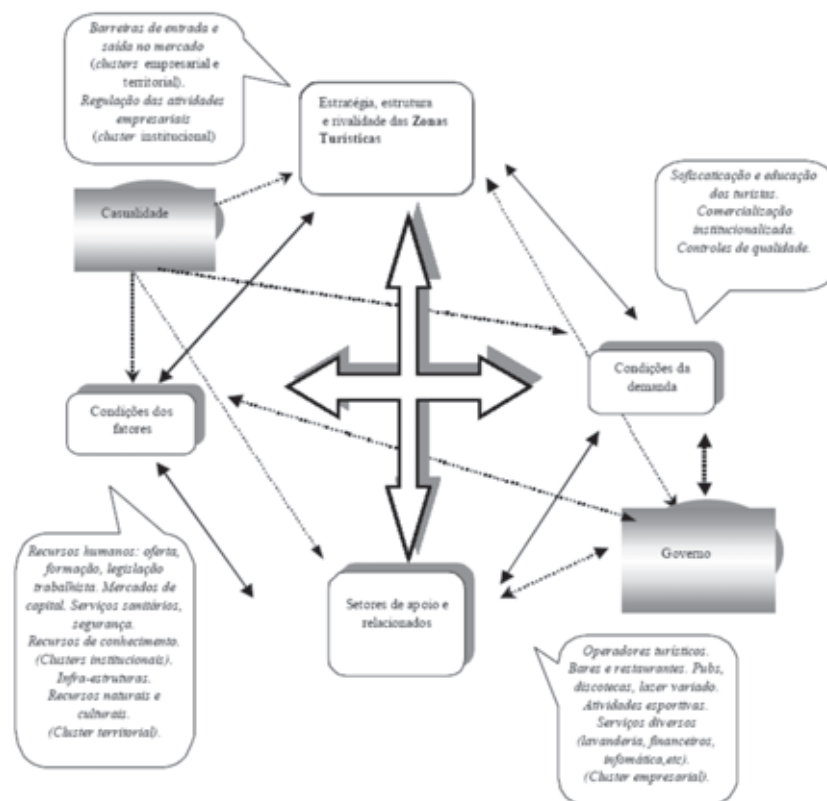 Barreiras de entrada e
saída no mercado
(clusters empresarial e
territorial).
Regulação das atividades
empresariais
(cluster institucional)
Estratégia, estrutura
e rivalidade das Zonas
Turísticas
Casualidade
Sofiscaticação e educação
dos turistas.
Comercialização
institucionalizada.
Controles de qualidade.
Condições da
demanda
Condições dos
fatores
Recursos humanos: oferta,
formação, legislação
trabalhista. Mercados de
capital. Serviços sanitários,
segurança.
Recursos de conhecimento.
(Clusters institucionais).
Infra-estruturas.
Recursos naturais e
culturais.
(Cluster territorial).
Setores de apoio e
relacionados
Governo
Operadores turísticos.
Bares e restaurantes. Pubs,
discotecas, lazer variado.
Atividades esportivas.
Serviços diversos
(lavanderia, financeiros,
infomática,etc).
(Cluster empresarial).